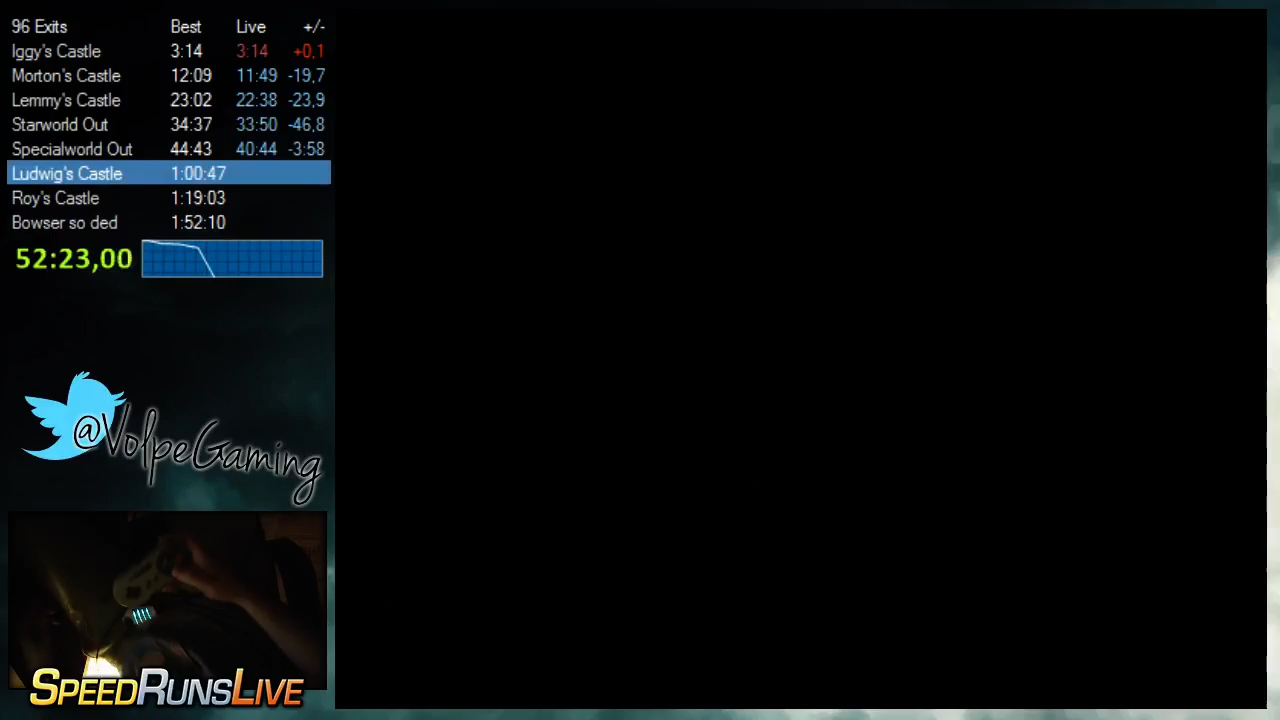 96 Exits Best Live +/-
Iggy's Castle 3:14 3:14 +0,1
Morton's Castle 12:09 11:49 -19,7
Lemmy's Castle 23:02 22:38 -23,9
Starworld Out 34:37 33:50 -46,8
Specialworld Out 44:43 40:44 -3:58
Ludwig's Castle 1:00:47
Roy's Castle 1:19:03
Bowser so ded 1:52:10
52:23,00
@VolpeGaming
SPEEDRUNSLIVE